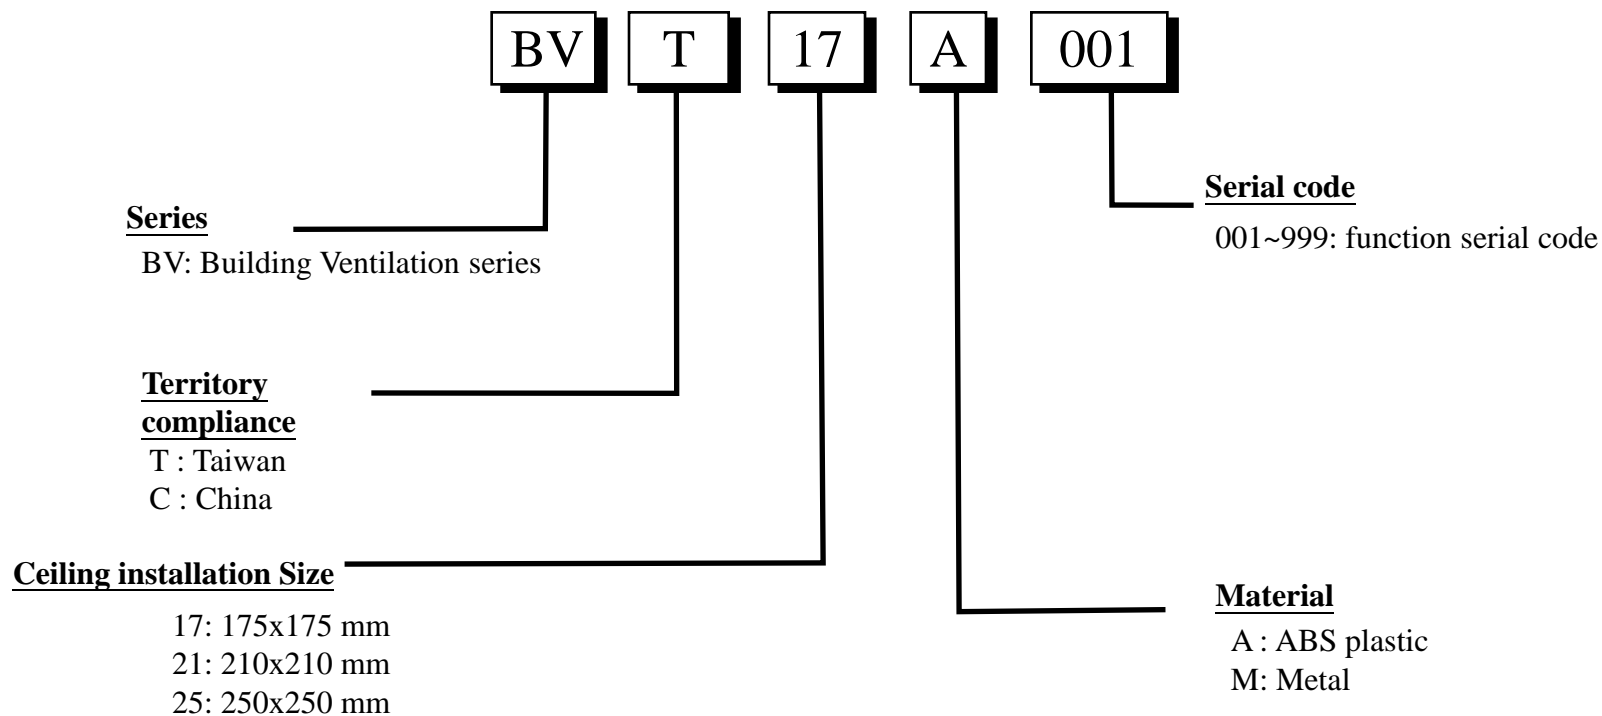 BV T 17 A 001
Series
BV: Building Ventilation series
Serial code
001~999: function serial code
Territory
compliance
T : Taiwan
C : China
Ceiling installation Size
17: 175x175 mm
21: 210x210 mm
25: 250x250 mm
Material
A : ABS plastic
M: Metal